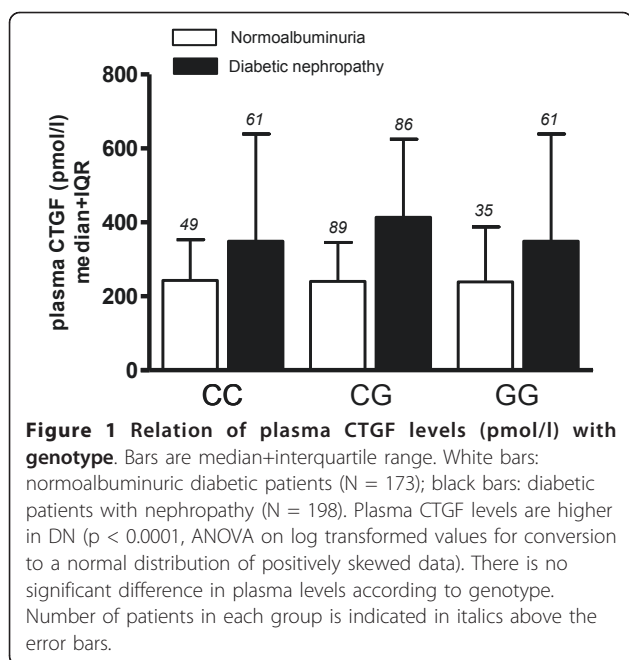 Normoalbuminuria
Diabetic nephropathy
plasma CTGF (pmol/l)
median+IQR
800
600
400
200
0
49
61
89
86
35
61
CC
CG
GG
Figure 1 Relation of plasma CTGF levels (pmol/l) with
genotype. Bars are median+interquartile range. White bars:
normoalbuminuric diabetic patients (N = 173); black bars: diabetic
patients with nephropathy (N = 198). Plasma CTGF levels are higher
in DN (p < 0.0001, ANOVA on log transformed values for conversion
to a normal distribution of positively skewed data). There is no
significant difference in plasma levels according to genotype.
Number of patients in each group is indicated in italics above the
error bars.